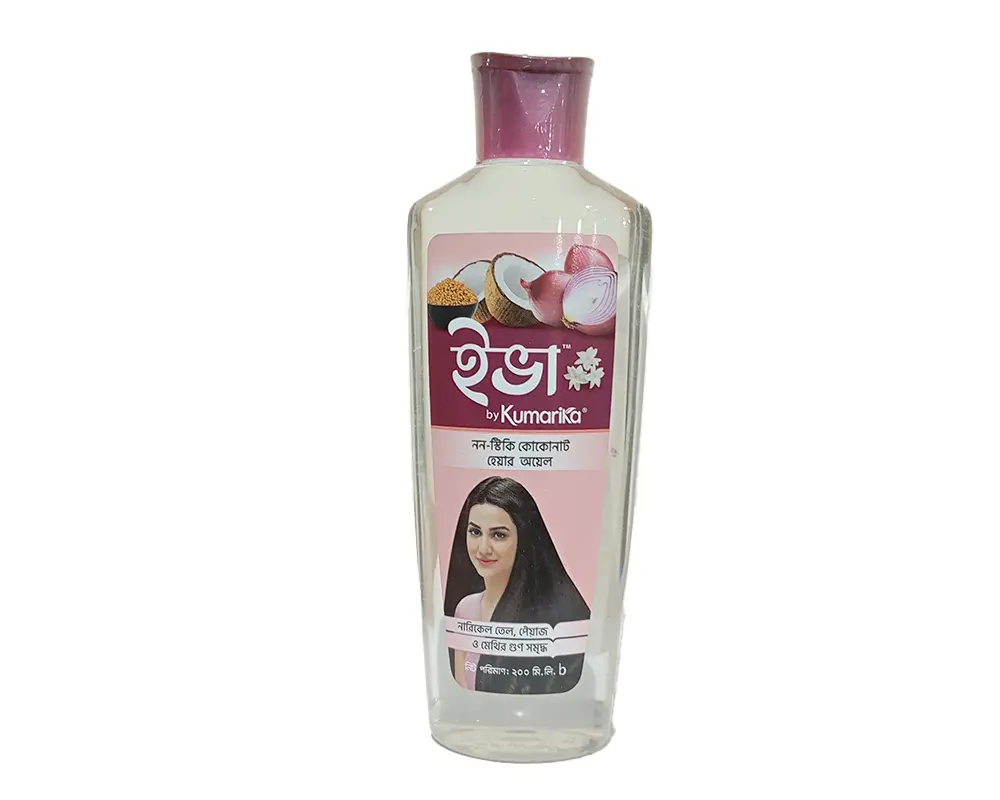 ইভা™
by Kumarika®
নন-স্টিকি কোকোনাট
হেয়ার অয়েল
নারিকেল তেল, পেঁয়াজ
ও মেথির গুণ সমৃদ্ধ
নিট পরিমাণ: ২০০ মি.লি. b